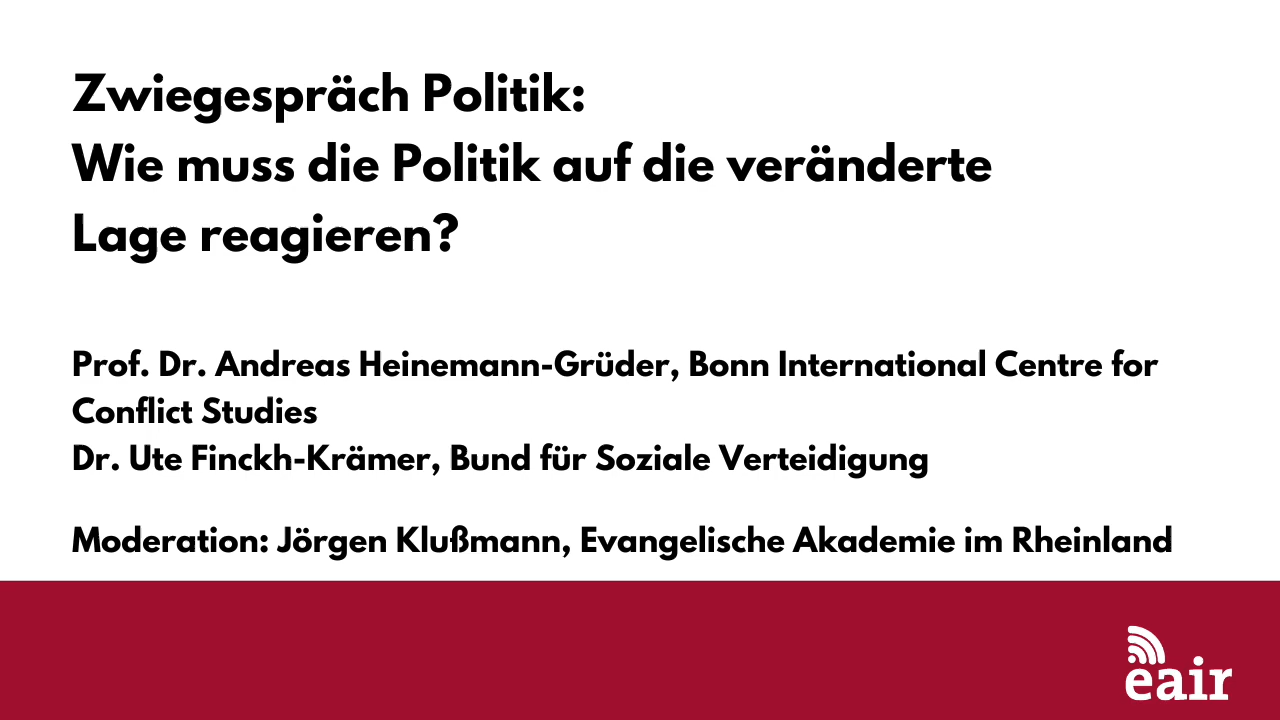 Zwiegespräch Politik:
Wie muss die Politik auf die veränderte
Lage reagieren?
Prof. Dr. Andreas Heinemann-Grüder, Bonn International Centre for
Conflict Studies
Dr. Ute Finckh-Krämer, Bund für Soziale Verteidigung
Moderation: Jörgen Klußmann, Evangelische Akademie im Rheinland
eair